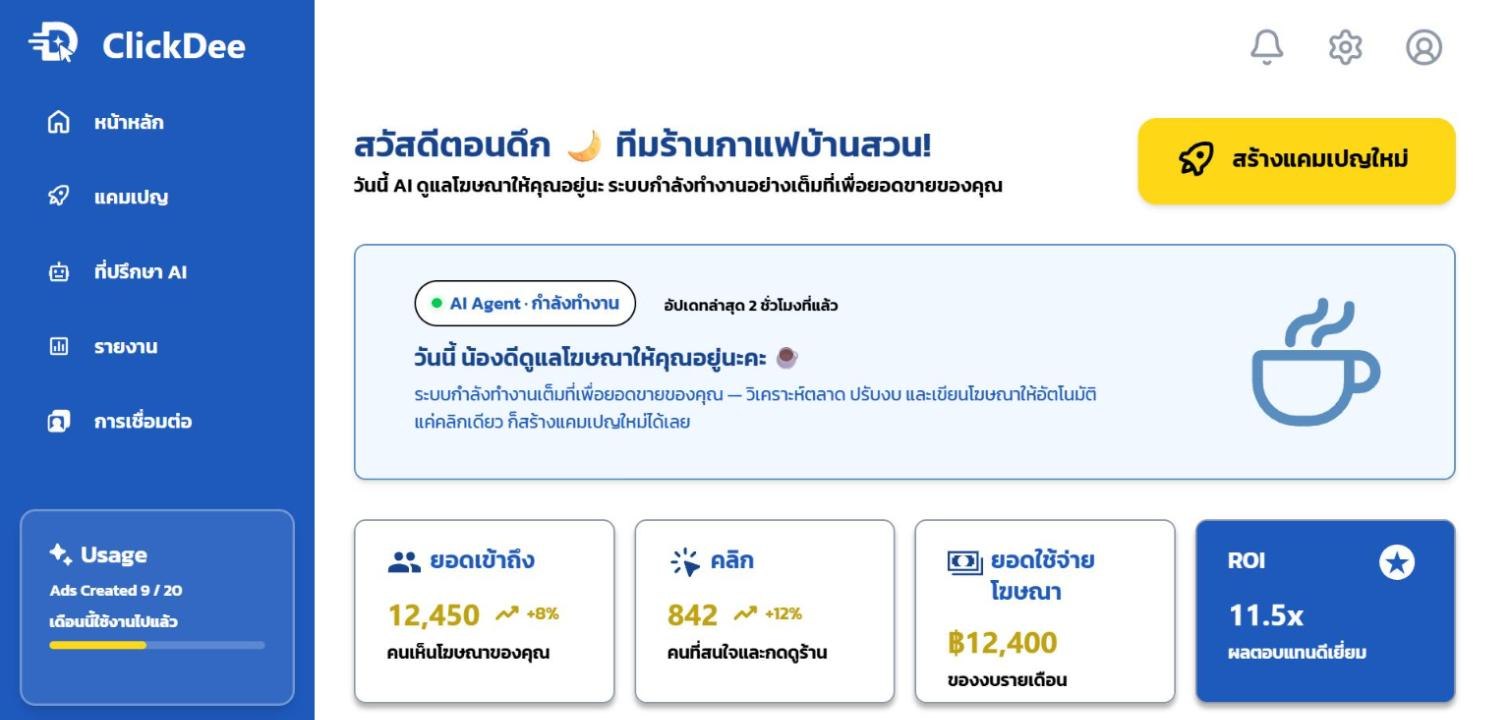 ClickDee
หน้าหลัก
แคมเปญ
ที่ปรึกษา AI
รายงาน
การเชื่อมต่อ
Usage
Ads Created 9 / 20
เดือนนี้ใช้งานไปแล้ว
สวัสดีตอนดึก 🌙 ทีมร้านกาแฟบ้านสวน!
วันนี้ AI ดูแลโฆษณาให้คุณอยู่นะ ระบบกำลังทำงานอย่างเต็มที่เพื่อยอดขายของคุณ
สร้างแคมเปญใหม่
AI Agent · กำลังทำงาน
อัปเดทล่าสุด 2 ชั่วโมงที่แล้ว
วันนี้ น้องดีดูแลโฆษณาให้คุณอยู่นะคะ
ระบบกำลังทำงานเต็มที่เพื่อยอดขายของคุณ — วิเคราะห์ตลาด ปรับงบ และเขียนโฆษณาให้อัตโนมัติ
แค่คลิกเดียว ก็สร้างแคมเปญใหม่ได้เลย
ยอดเข้าถึง
12,450 +8%
คนเห็นโฆษณาของคุณ
คลิก
842 +12%
คนที่สนใจและกดดูร้าน
ยอดใช้จ่าย
โฆษณา
฿12,400
ของงบรายเดือน
ROI
11.5x
ผลตอบแทนดีเยี่ยม